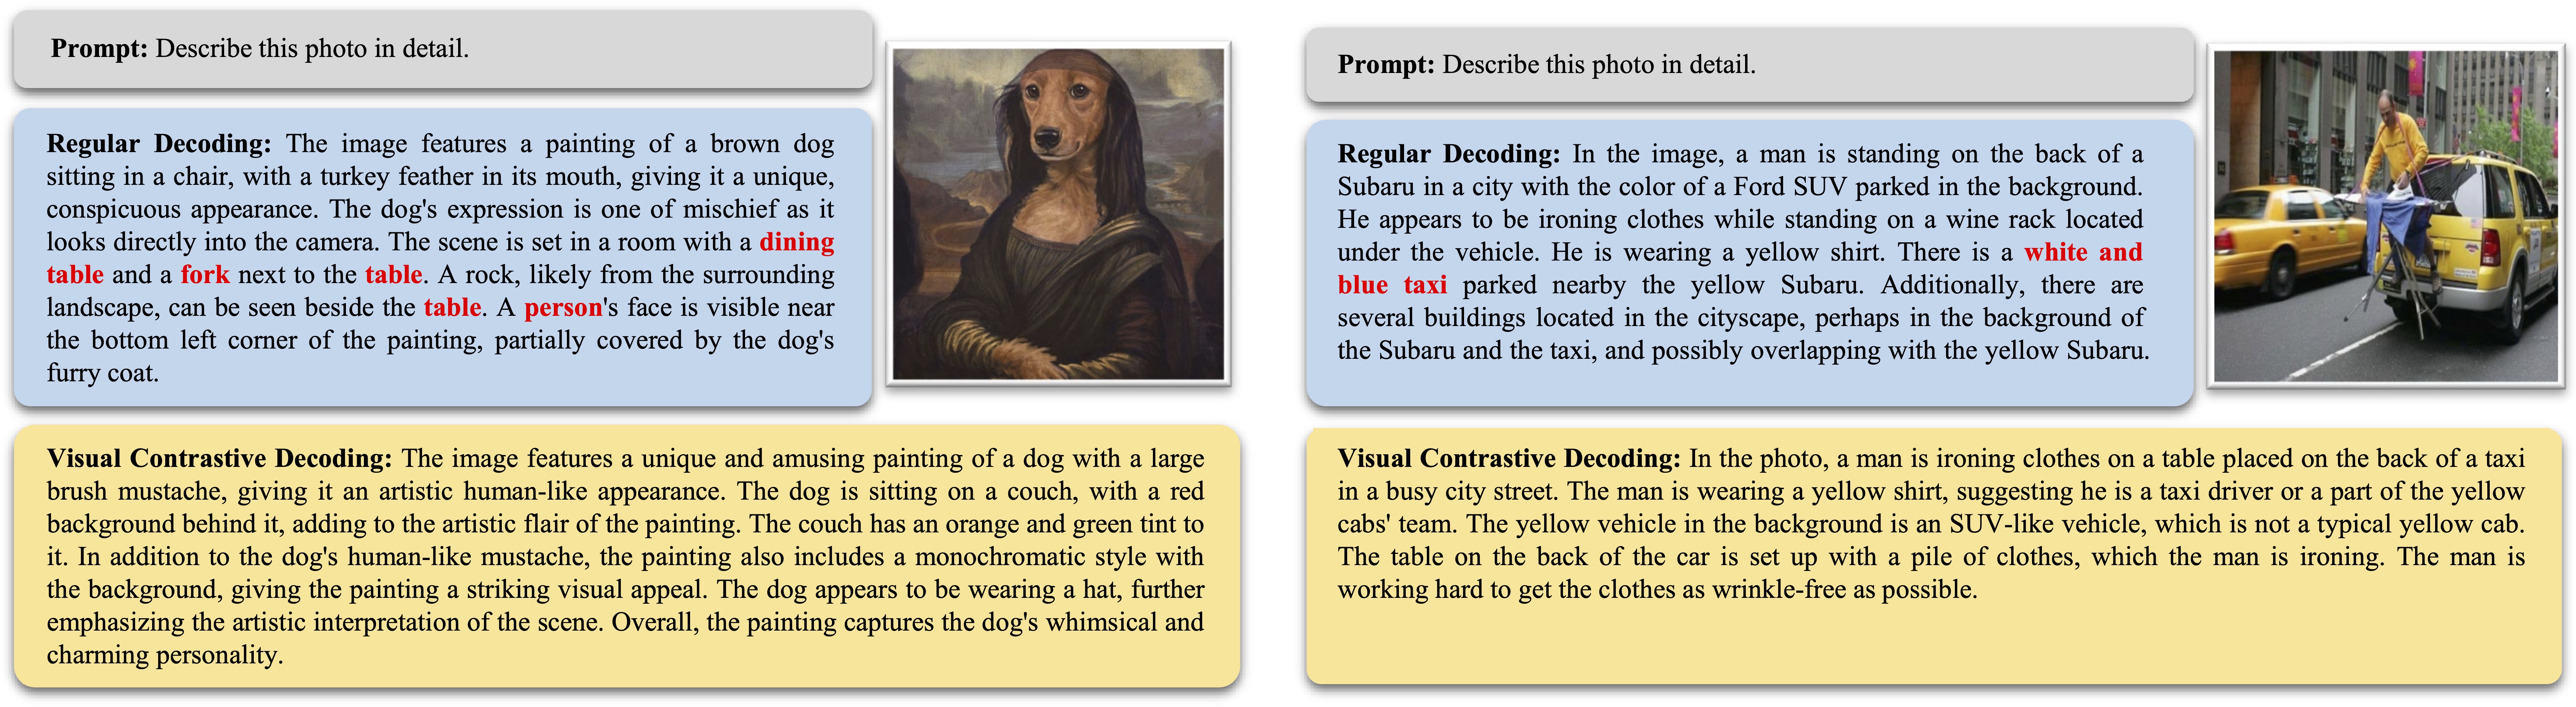 Prompt: Describe this photo in detail.
Regular Decoding: The image features a painting of a brown dog
sitting in a chair, with a turkey feather in its mouth, giving it a unique,
conspicuous appearance. The dog's expression is one of mischief as it
looks directly into the camera. The scene is set in a room with a dining
table and a fork next to the table. A rock, likely from the surrounding
landscape, can be seen beside the table. A person's face is visible near
the bottom left corner of the painting, partially covered by the dog's
furry coat.
Visual Contrastive Decoding: The image features a unique and amusing painting of a dog with a large
brush mustache, giving it an artistic human-like appearance. The dog is sitting on a couch, with a red
background behind it, adding to the artistic flair of the painting. The couch has an orange and green tint to
it. In addition to the dog's human-like mustache, the painting also includes a monochromatic style with
the background, giving the painting a striking visual appeal. The dog appears to be wearing a hat, further
emphasizing the artistic interpretation of the scene. Overall, the painting captures the dog's whimsical and
charming personality.
Prompt: Describe this photo in detail.
Regular Decoding: In the image, a man is standing on the back of a
Subaru in a city with the color of a Ford SUV parked in the background.
He appears to be ironing clothes while standing on a wine rack located
under the vehicle. He is wearing a yellow shirt. There is a white and
blue taxi parked nearby the yellow Subaru. Additionally, there are
several buildings located in the cityscape, perhaps in the background of
the Subaru and the taxi, and possibly overlapping with the yellow Subaru.
Visual Contrastive Decoding: In the photo, a man is ironing clothes on a table placed on the back of a taxi
in a busy city street. The man is wearing a yellow shirt, suggesting he is a taxi driver or a part of the yellow
cabs' team. The yellow vehicle in the background is an SUV-like vehicle, which is not a typical yellow cab.
The table on the back of the car is set up with a pile of clothes, which the man is ironing. The man is
working hard to get the clothes as wrinkle-free as possible.